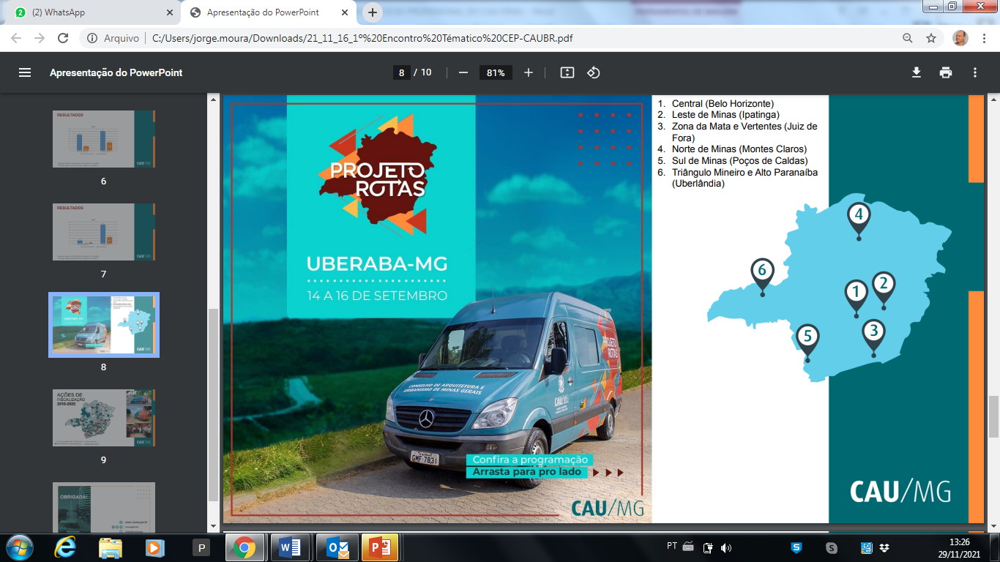 (2) WhatsApp
Apresentação do PowerPoint
Arquivo
C:/Users/jorge.moura/Downloads/21_11_16_1º%20Encontro%20Tématico%20CEP-CAUBR.pdf
Apresentação do PowerPoint
8 / 10
81%
RESULTADOS
CAU/MG
6
RESULTADOS
CAU/MG
7
8
AÇÕES DE
FISCALIZAÇÃO
2018-2020
9
OBRIGADA!
PROJETO
ROTAS
UBERABA-MG
14 A 16 DE SETEMBRO
CONSELHO DE ARQUITETURA E
URBANISMO DE MINAS GERAIS
CAU/MG
PROJETO
ROTAS
GMF-7831
Confira a programação
Arrasta para pro lado
CAU/MG
1. Central (Belo Horizonte)
2. Leste de Minas (Ipatinga)
3. Zona da Mata e Vertentes (Juiz de
Fora)
4. Norte de Minas (Montes Claros)
5. Sul de Minas (Poços de Caldas)
6. Triângulo Mineiro e Alto Paranaíba
(Uberlândia)
4
6
2
1
3
5
CAU/MG
PT
13:26
29/11/2021